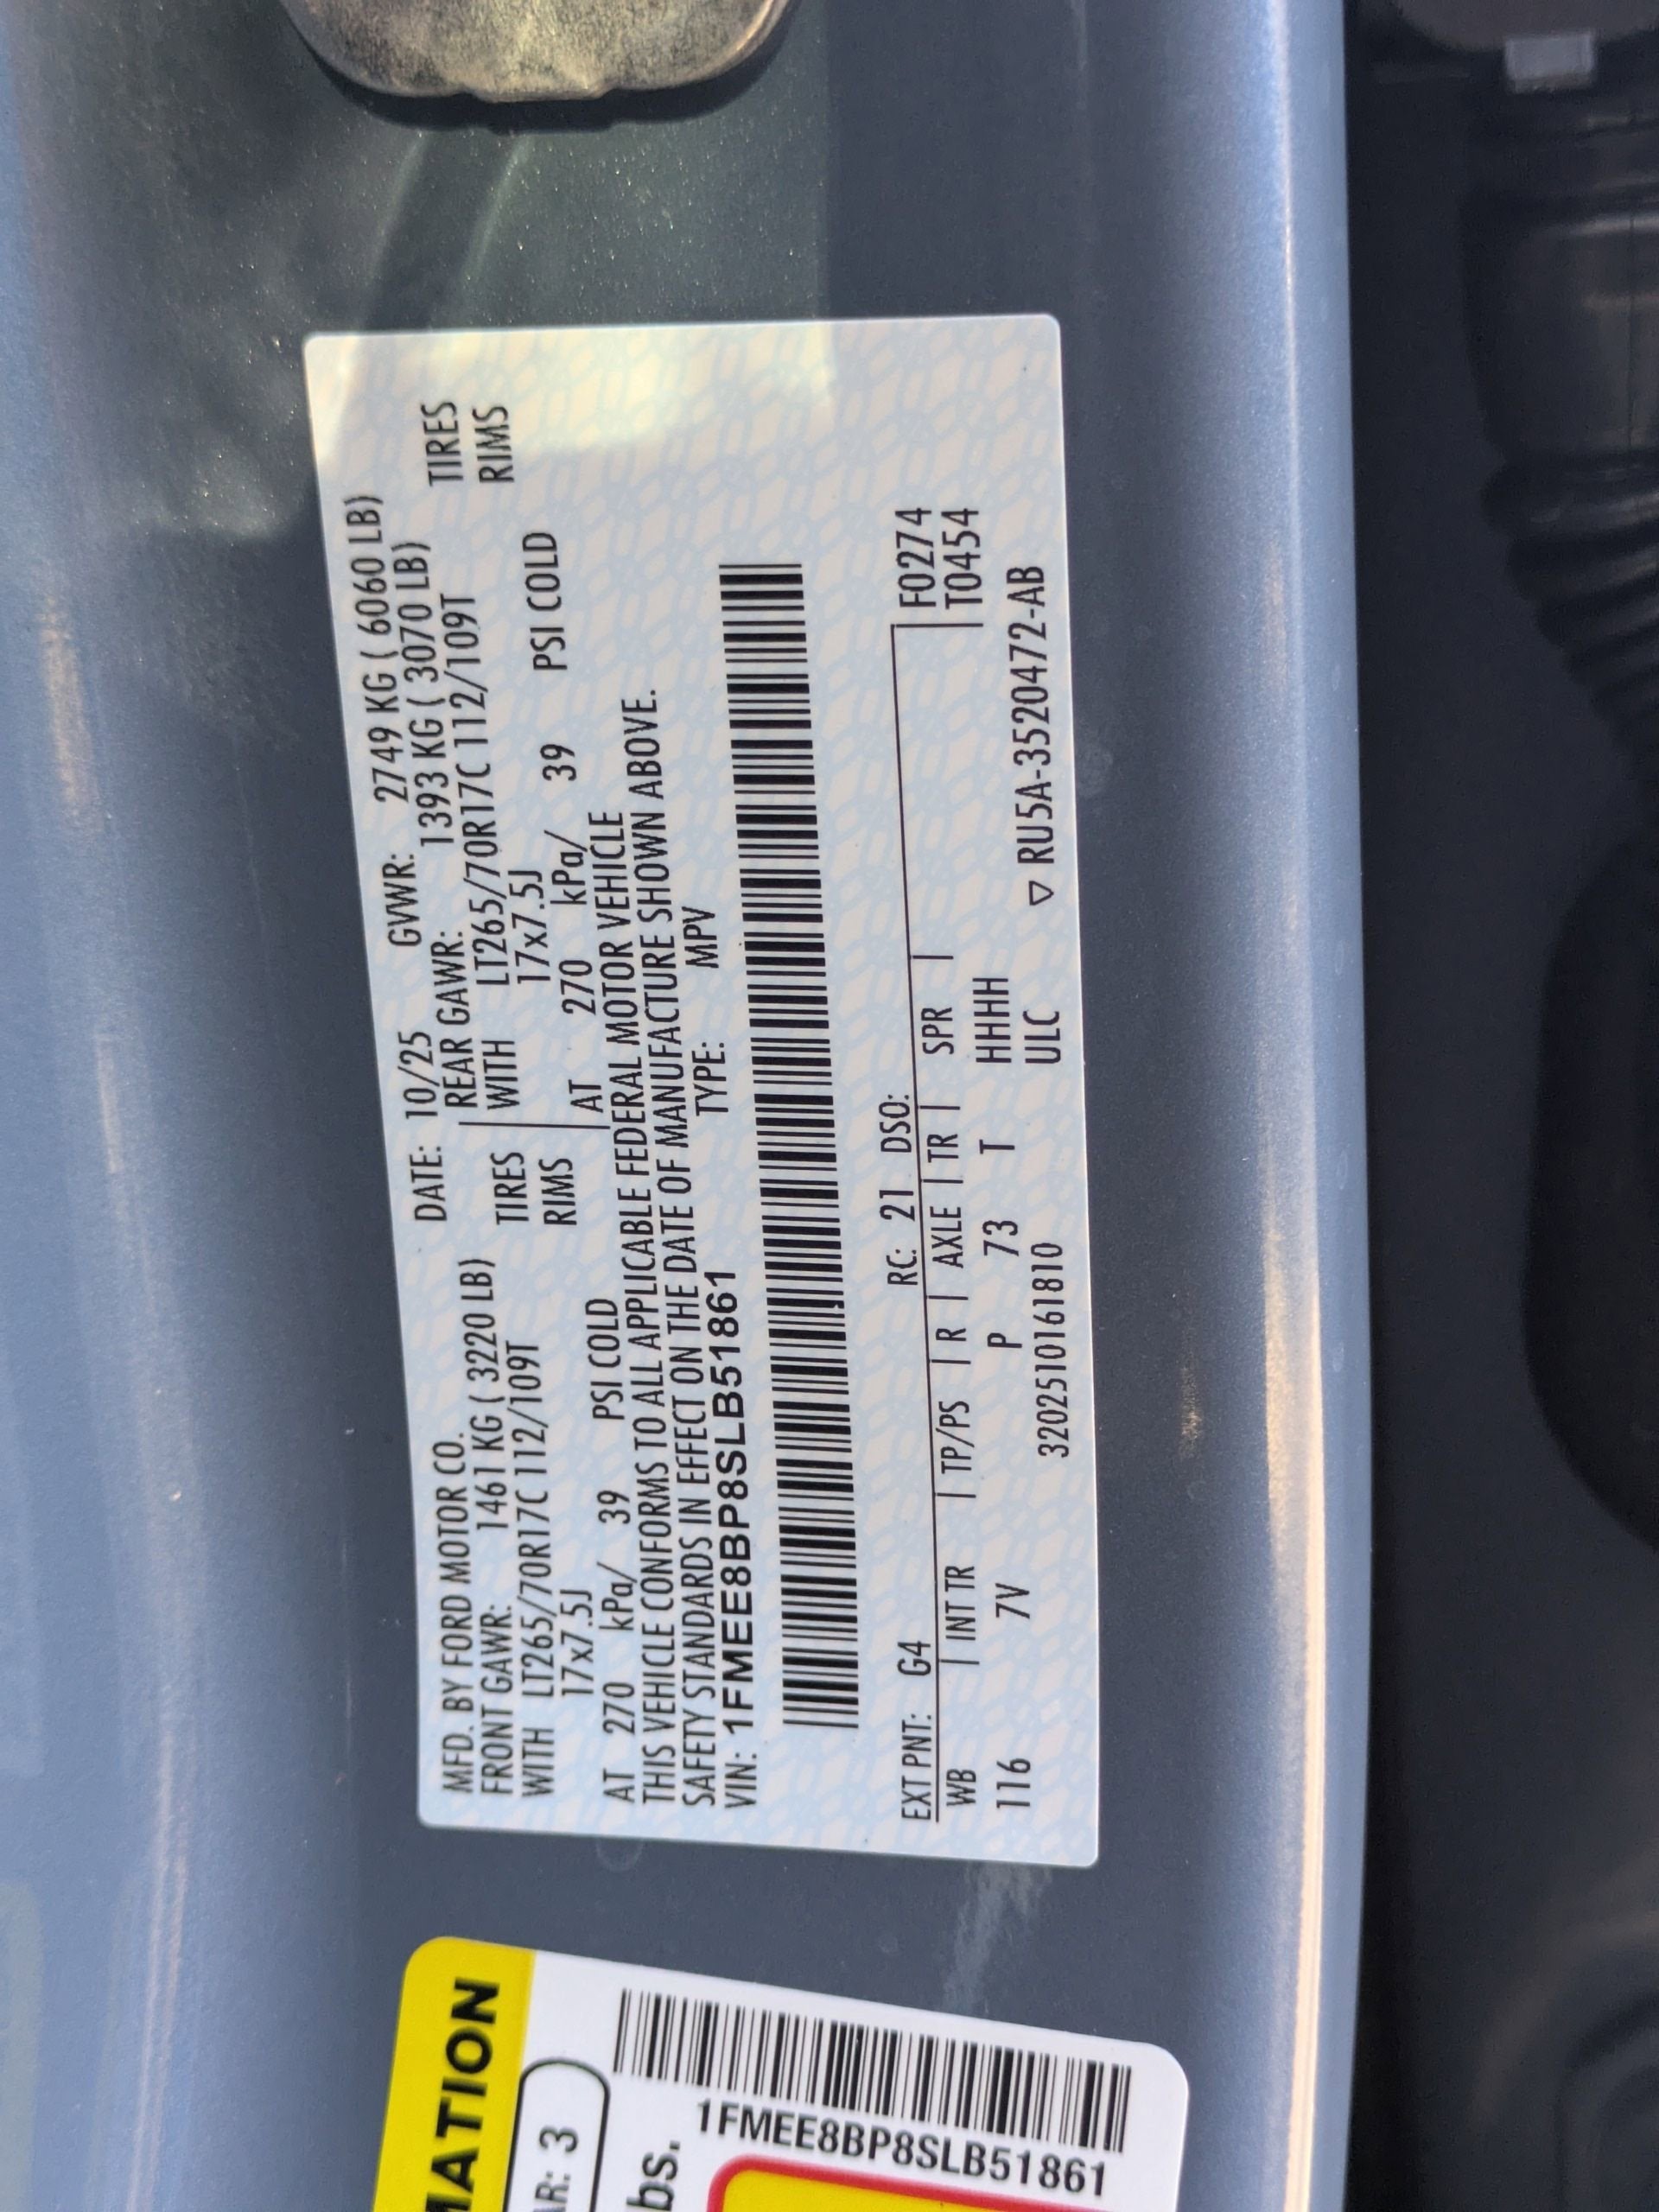 MFD. BY FORD MOTOR CO. DATE: 10/25 GVWR: 2749 KG ( 6060 LB)
FRONT GAWR: 1461 KG ( 3220 LB) REAR GAWR: 1393 KG ( 3070 LB)
WITH LT265/70R17C 112/109T TIRES WITH LT265/70R17C 112/109T TIRES
17x7.5J RIMS 17x7.5J RIMS
AT 270 kPa/ 39 PSI COLD AT 270 kPa/ 39 PSI COLD
THIS VEHICLE CONFORMS TO ALL APPLICABLE FEDERAL MOTOR VEHICLE
SAFETY STANDARDS IN EFFECT ON THE DATE OF MANUFACTURE SHOWN ABOVE.
VIN: 1FMEE8BP8SLB51861 TYPE: MPV
EXT PNT: G4 RC: 21 DSO: F0274
WB | INT TR | TP/PS | R | AXLE | TR | SPR | T0454
116 7V P 73 T HHHH
320251016181​0 ULC ▽ RU5A-3520472-AB
MATION
AR: 3
bs.
1FMEE8BP8SLB51861